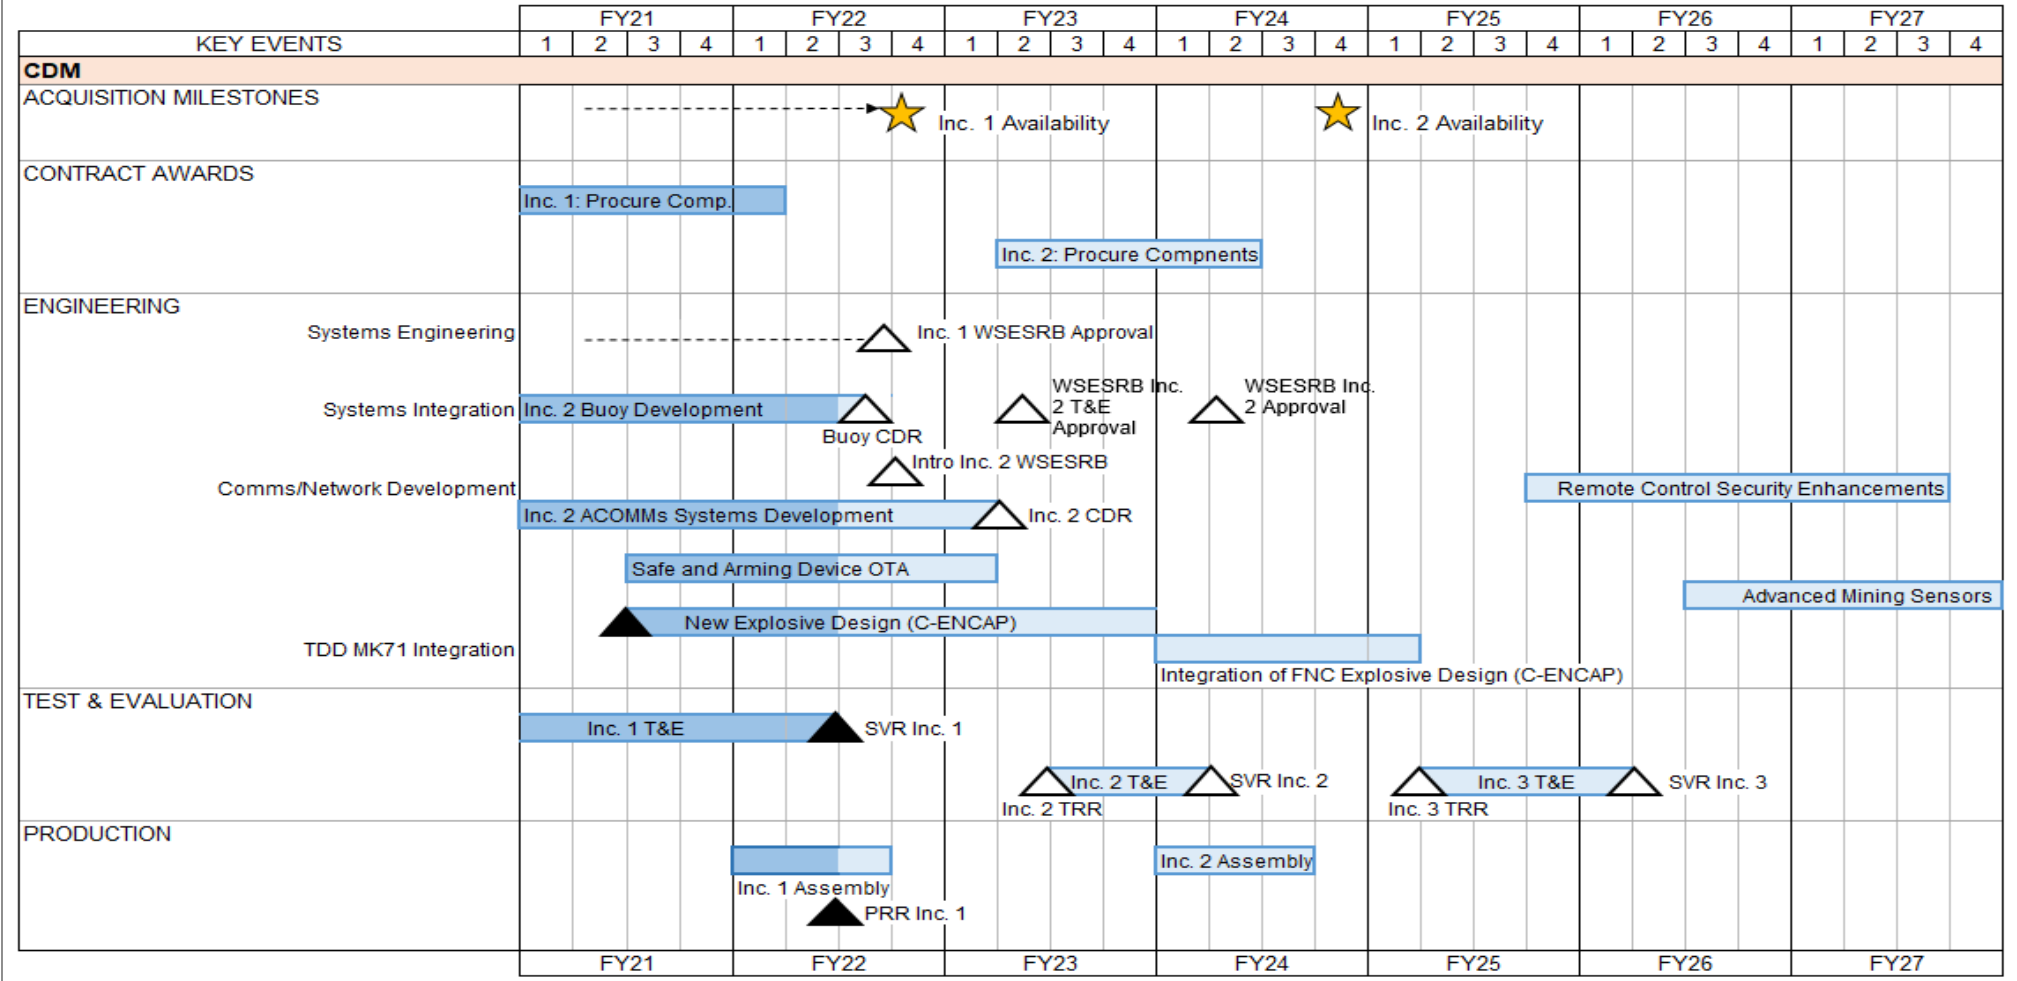 FY21 FY22 FY23 FY24 FY25 FY26 FY27
KEY EVENTS 1 2 3 4 1 2 3 4 1 2 3 4 1 2 3 4 1 2 3 4 1 2 3 4 1 2 3 4
CDM
ACQUISITION MILESTONES
Inc. 1 Availability
Inc. 2 Availability
CONTRACT AWARDS
Inc. 1: Procure Comp.
Inc. 2: Procure Compnents
ENGINEERING
Systems Engineering
Inc. 1 WSESRB Approval
Systems Integration
Inc. 2 Buoy Development
Buoy CDR
WSESRB Inc.
2 T&E
Approval
WSESRB Inc.
2 Approval
Intro Inc. 2 WSESRB
Comms/Network Development
Remote Control Security Enhancements
Inc. 2 ACOMMs Systems Development
Inc. 2 CDR
Safe and Arming Device OTA
Advanced Mining Sensors
New Explosive Design (C-ENCAP)
TDD MK71 Integration
Integration of FNC Explosive Design (C-ENCAP)
TEST & EVALUATION
Inc. 1 T&E
SVR Inc. 1
Inc. 2 T&E
SVR Inc. 2
Inc. 2 TRR
Inc. 3 T&E
SVR Inc. 3
Inc. 3 TRR
PRODUCTION
Inc. 1 Assembly
PRR Inc. 1
Inc. 2 Assembly
FY21 FY22 FY23 FY24 FY25 FY26 FY27